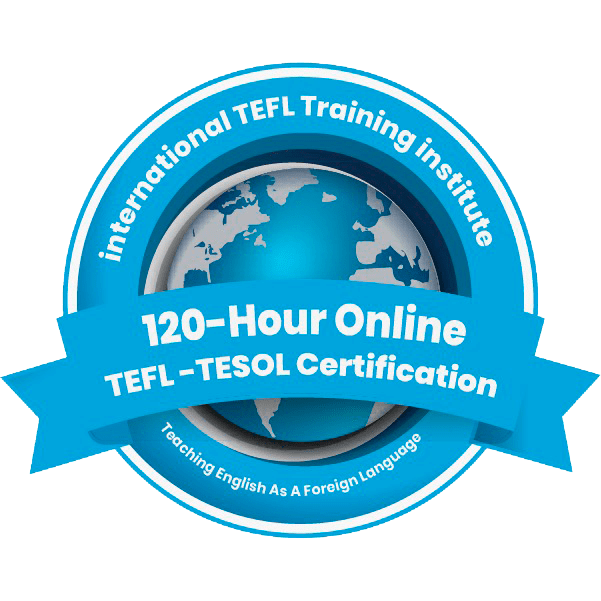 international TEFL Training institute
120-Hour Online
TEFL –TESOL Certification
Teaching English As A Foreign Language